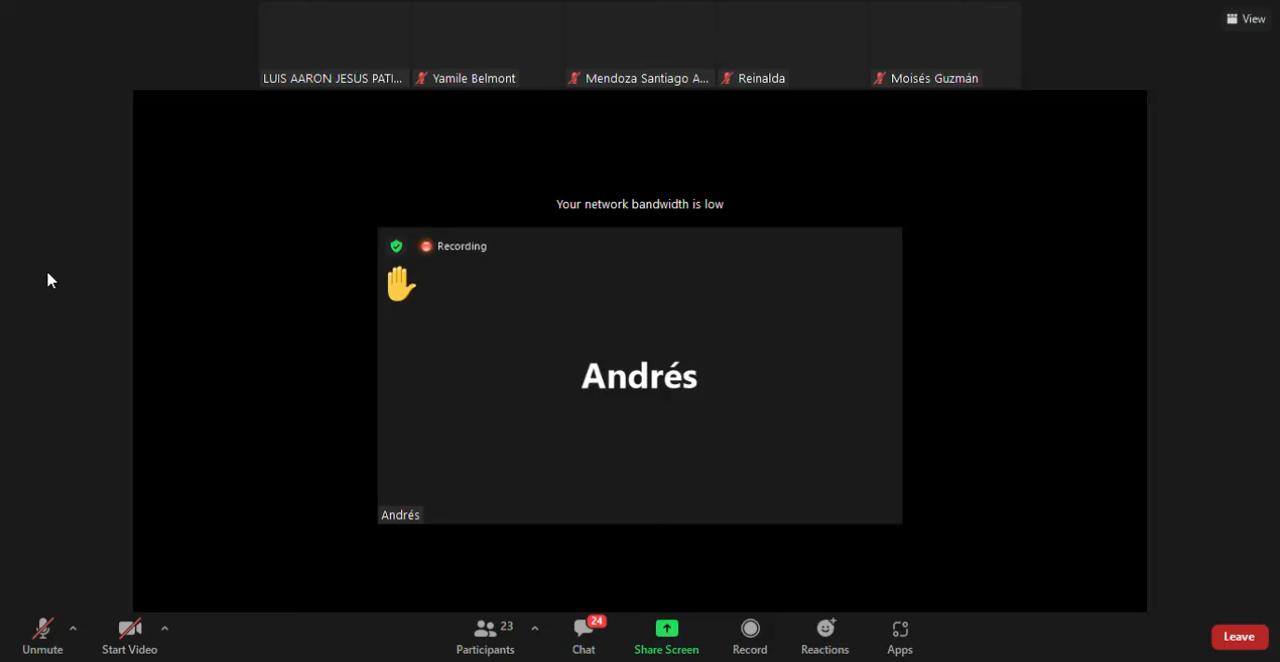 View
LUIS AARON JESUS PATI...
Yamile Belmont
Mendoza Santiago A...
Reinalda
Moisés Guzmán
Your network bandwidth is low
Recording
Andrés
Andrés
23
24
Unmute
Start Video
Participants
Chat
Share Screen
Record
Reactions
Apps
Leave